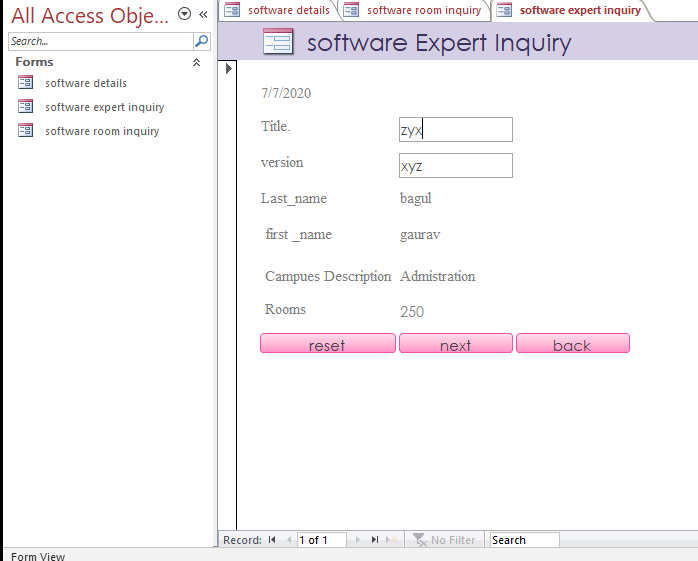 All Access Obje...
Search...
Forms
software details
software expert inquiry
software room inquiry
software details
software room inquiry
software expert inquiry
software Expert Inquiry
7/7/2020
Title. zyx
version xyz
Last_name bagul
first _name gaurav
Campues Description Admistration
Rooms 250
reset next back
Record: 1 of 1 No Filter Search
Form View